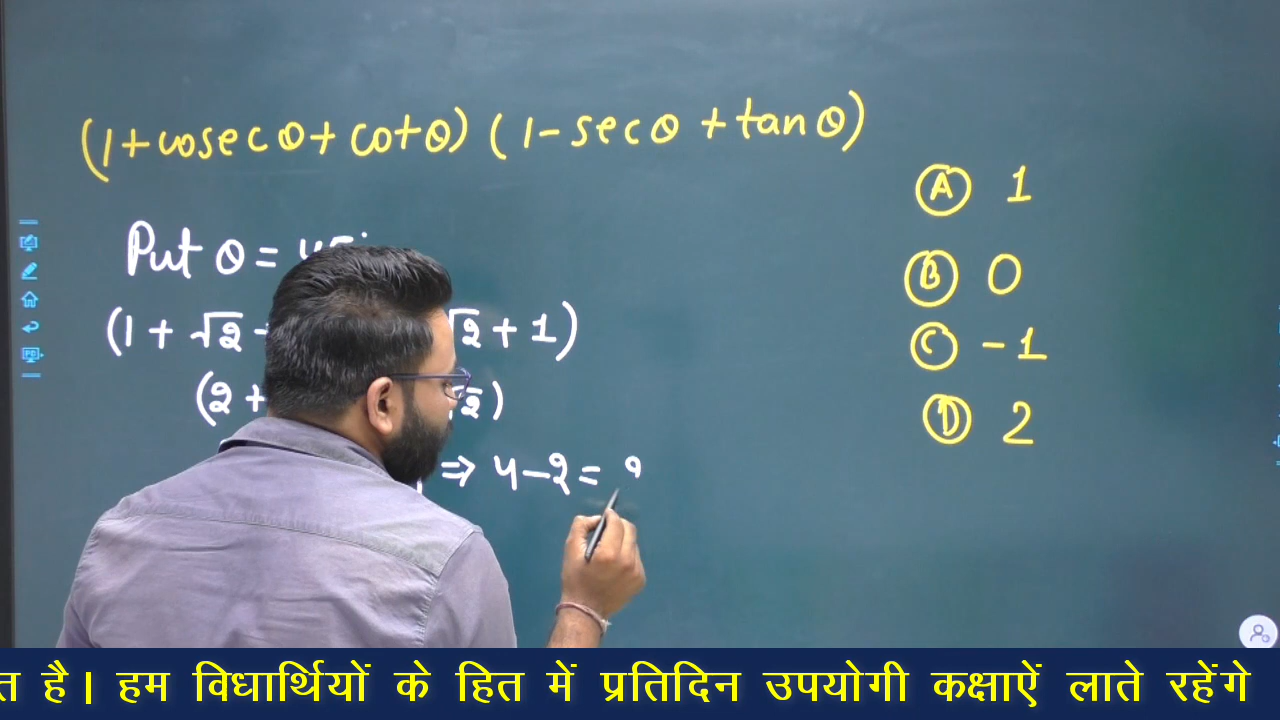 (1+cosecθ+cotθ) (1-secθ+tanθ)
Put θ =
(1 + √2 √2 + 1)
(2 + √2)
⇒ 4-2=
A 1
B 0
C -1
D 2
है। हम विधार्थियों के हित में प्रतिदिन उपयोगी कक्षाऐं लाते रहेंगे